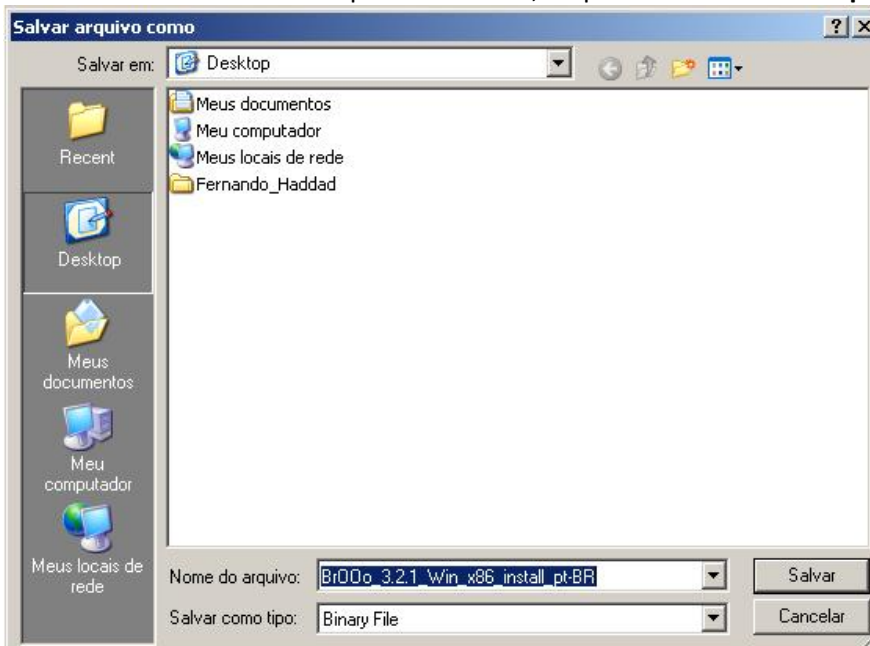 Salvar arquivo como
Salvar em: Desktop
Meus documentos
Meu computador
Meus locais de rede
Fernando_Haddad
Recent
Desktop
Meus
documentos
Meu
computador
Meus locais de
rede
Nome do arquivo: BrOOo_3.2.1_Win_x86_install_pt-BR
Salvar
Salvar como tipo: Binary File
Cancelar